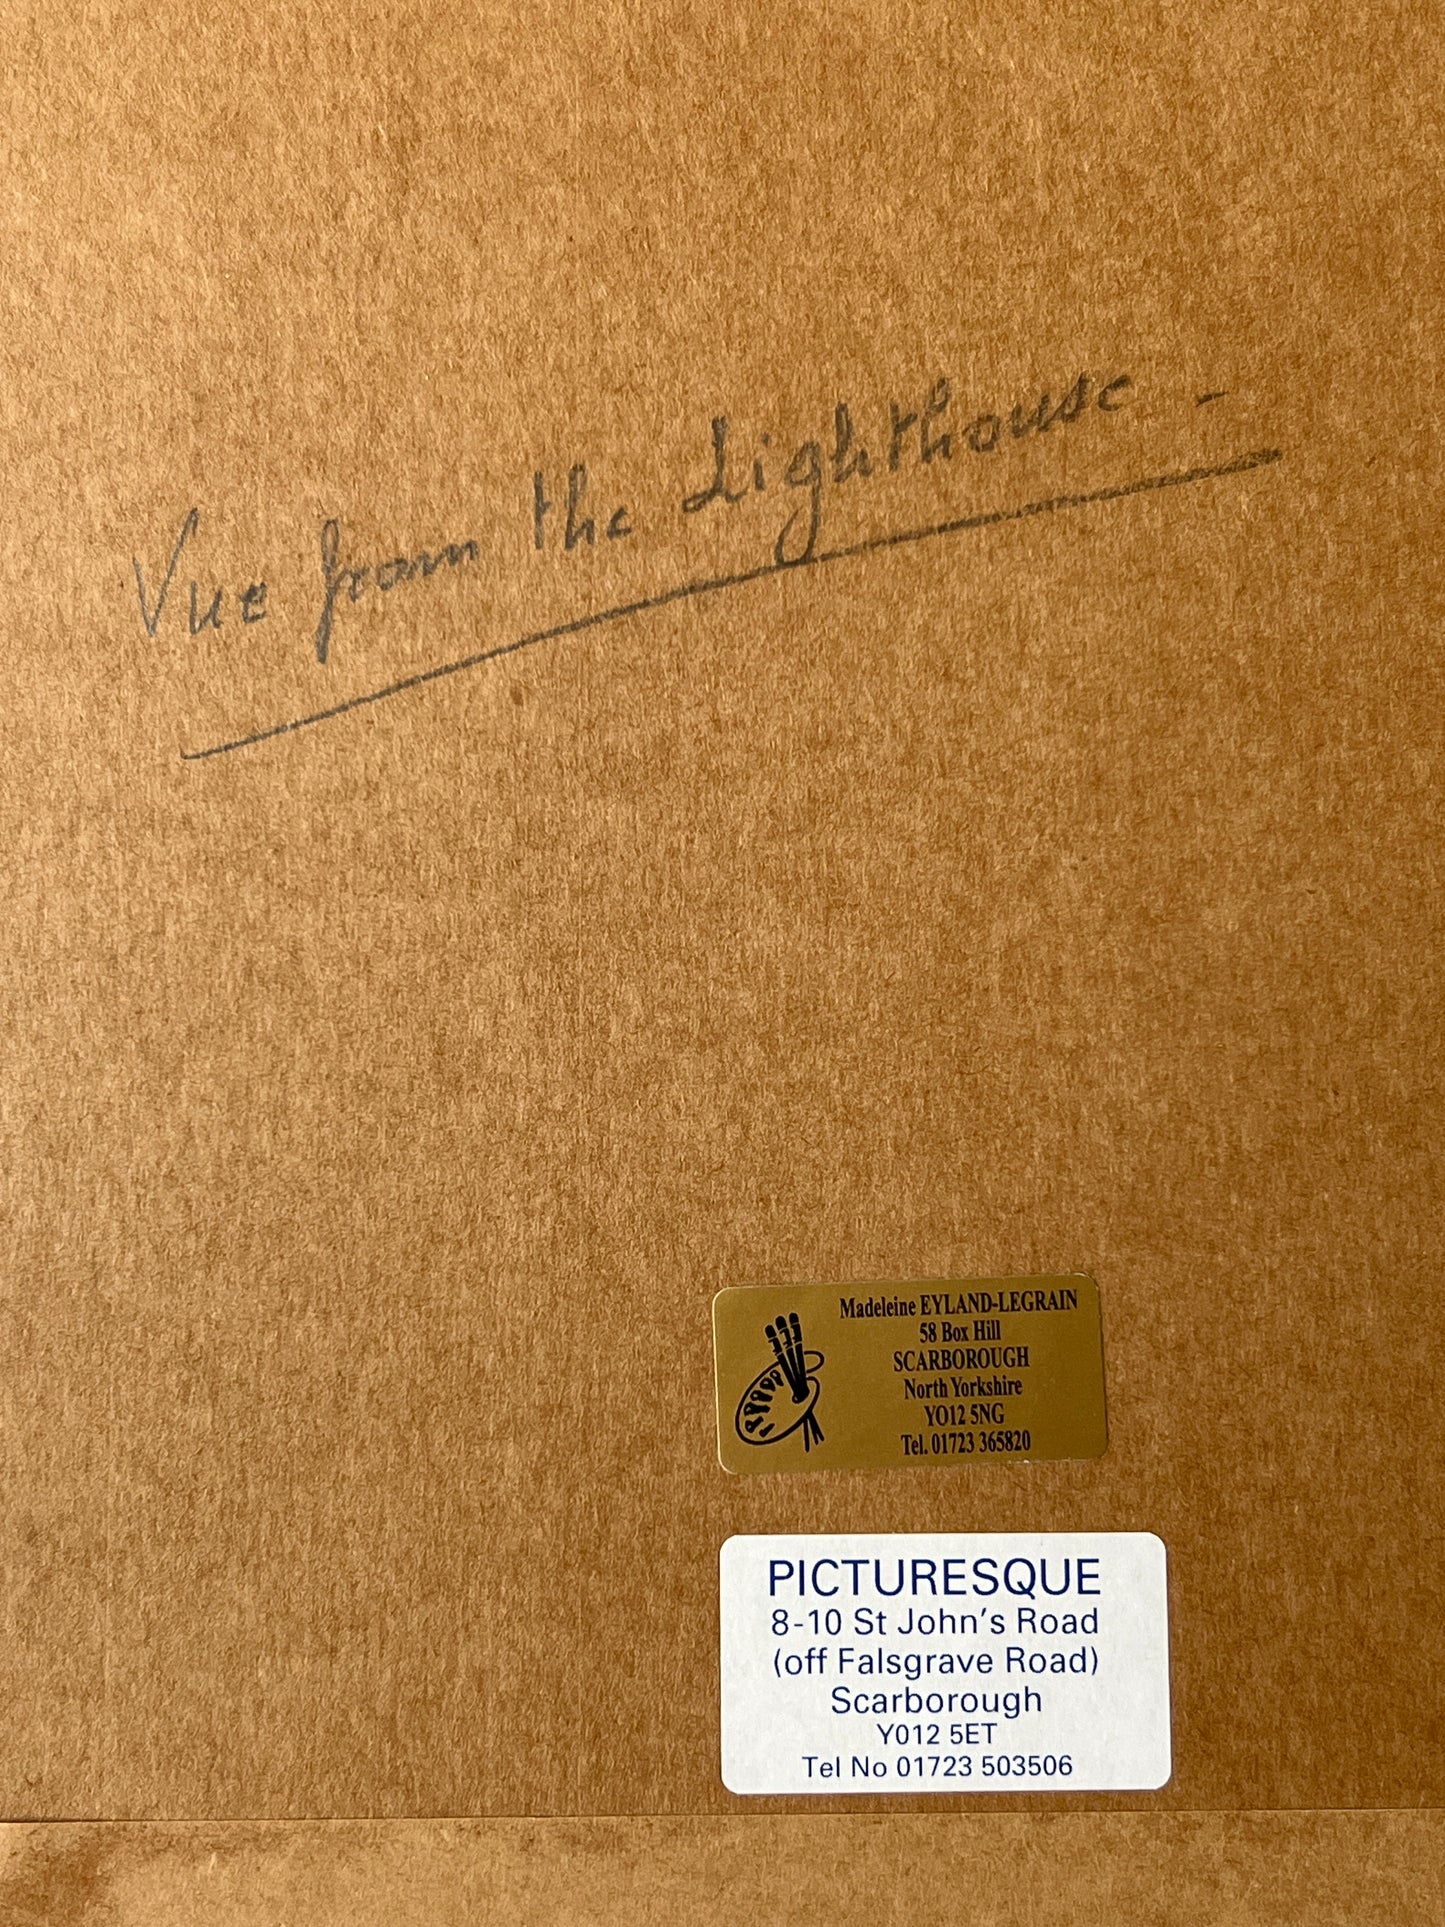 Vue from the Lighthouse -
Madeleine EYLAND-LEGRAIN
58 Box Hill
SCARBOROUGH
North Yorkshire
YO12 5NG
Tel. 01723 365820
PICTURESQUE
8-10 St John's Road
(off Falsgrave Road)
Scarborough
Y012 5ET
Tel No 01723 503506